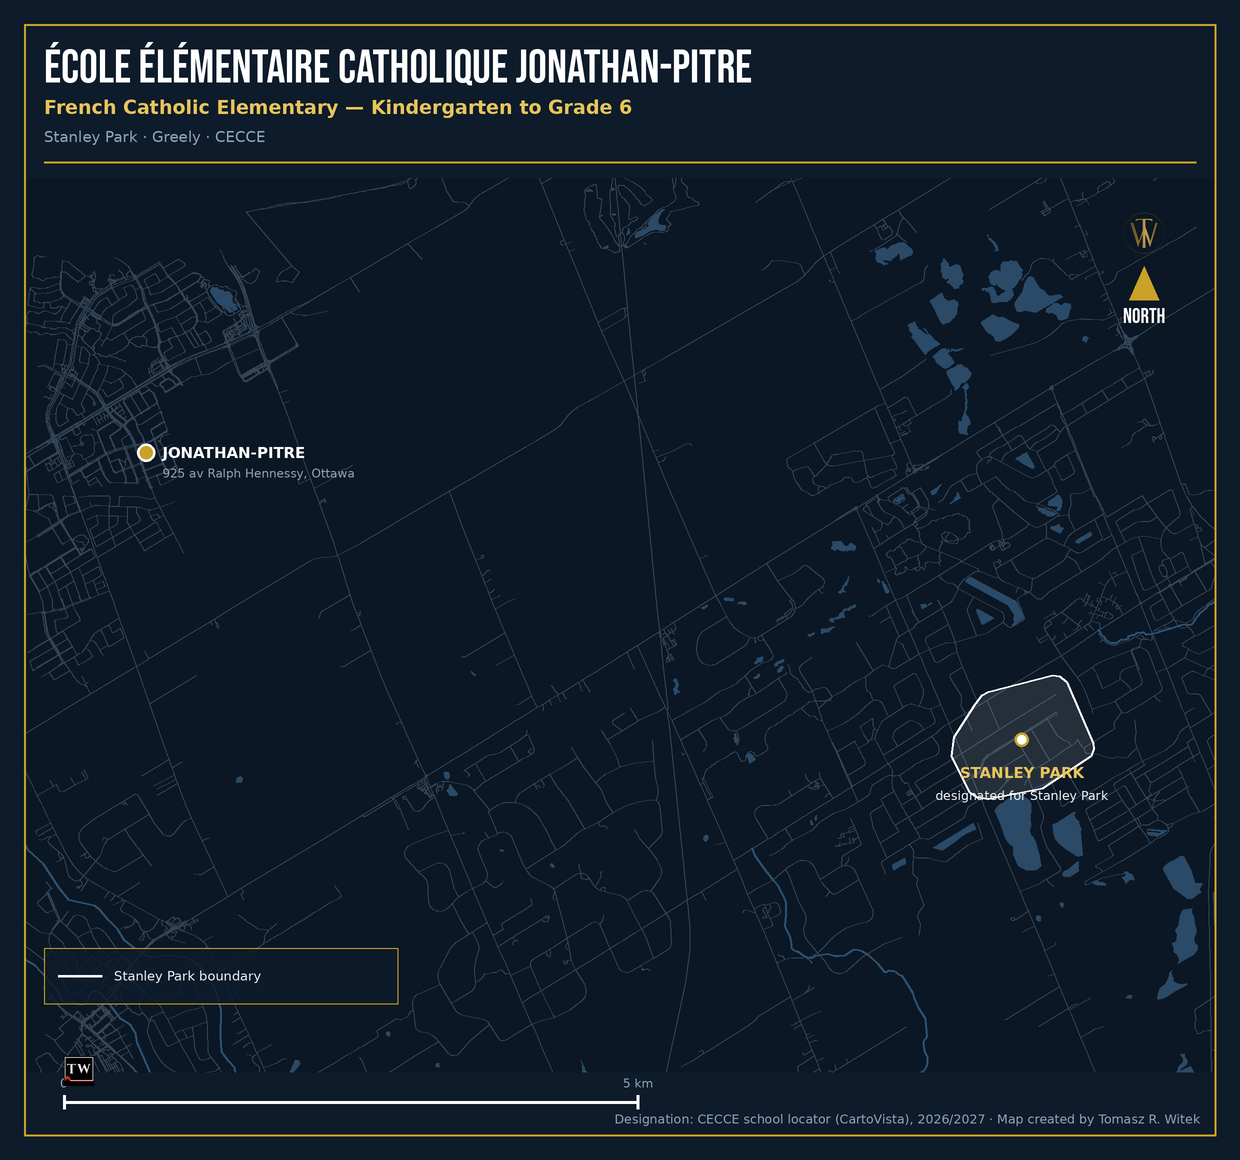 ÉCOLE ÉLÉMENTAIRE CATHOLIQUE JONATHAN-PITRE
French Catholic Elementary — Kindergarten to Grade 6
Stanley Park · Greely · CECCE
TW
NORTH
JONATHAN-PITRE
925 av Ralph Hennessy, Ottawa
STANLEY PARK
designated for Stanley Park
Stanley Park boundary
TW
0
5 km
Designation: CECCE school locator (CartoVista), 2026/2027 · Map created by Tomasz R. Witek